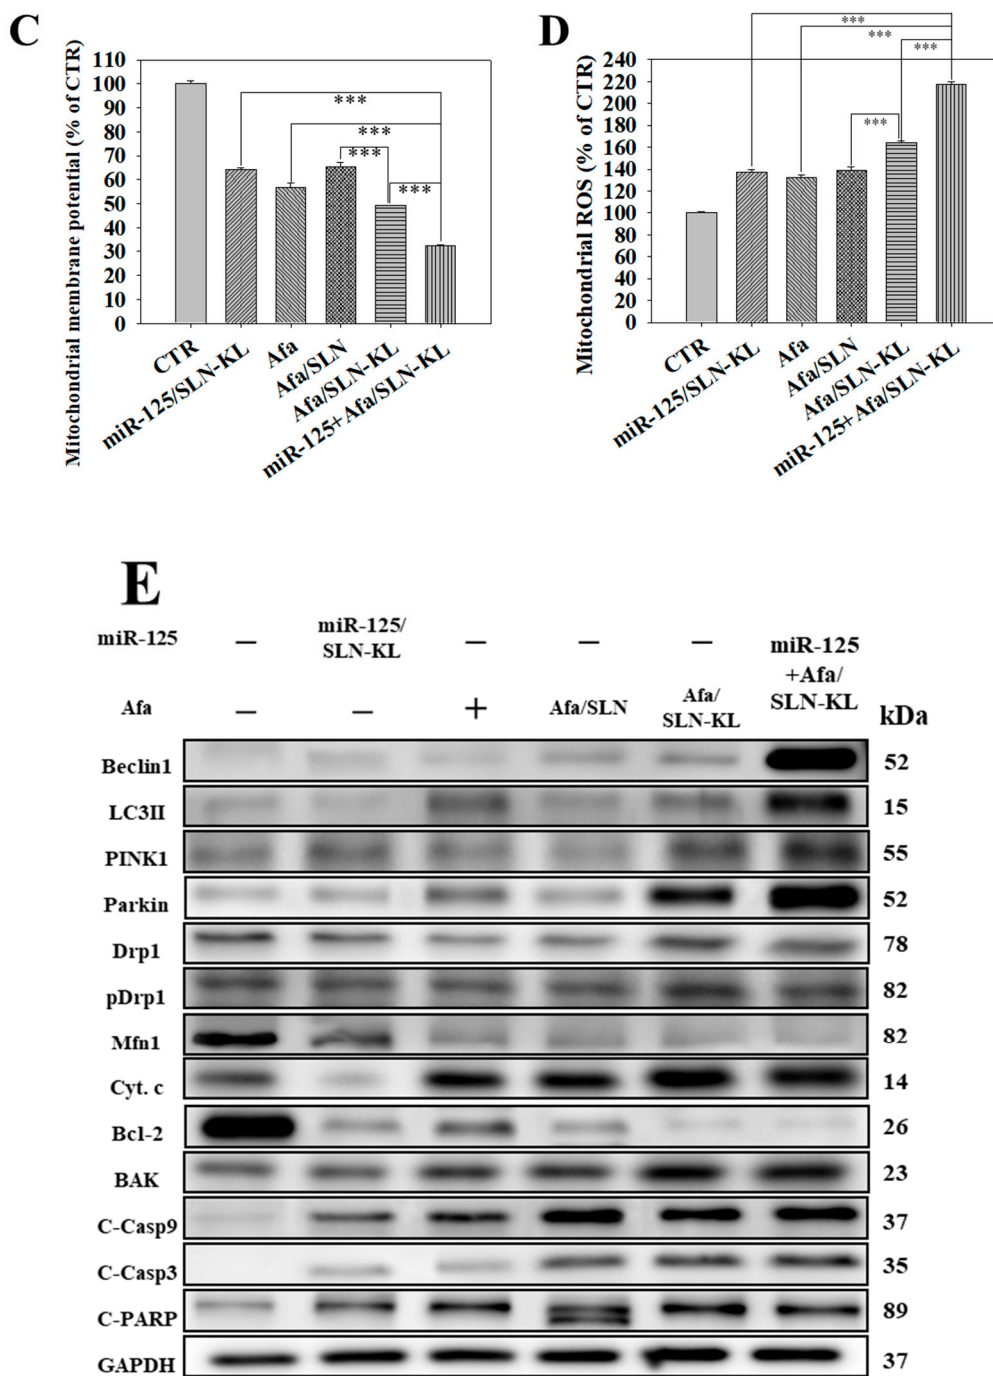 C
Mitochondrial membrane potential (% of CTR)
110
100
90
80
70
60
50
40
30
20
10
0
***
***
***
***
CTR
miR-125/SLN-KL
Afa
Afa/SLN
Afa/SLN-KL
miR-125+Afa/SLN-KL
D
Mitochondrial ROS (% of CTR)
240
220
200
180
160
140
120
100
80
60
40
20
0
***
***
***
***
CTR
miR-125/SLN-KL
Afa
Afa/SLN
Afa/SLN-KL
miR-125+Afa/SLN-KL
E
miR-125 – miR-125/ – – – miR-125
SLN-KL +Afa/
Afa – – + Afa/SLN Afa/ SLN-KL
SLN-KL
kDa
Beclin1 52
LC3II 15
PINK1 55
Parkin 52
Drp1 78
pDrp1 82
Mfn1 82
Cyt. c 14
Bcl-2 26
BAK 23
C-Casp9 37
C-Casp3 35
C-PARP 89
GAPDH 37